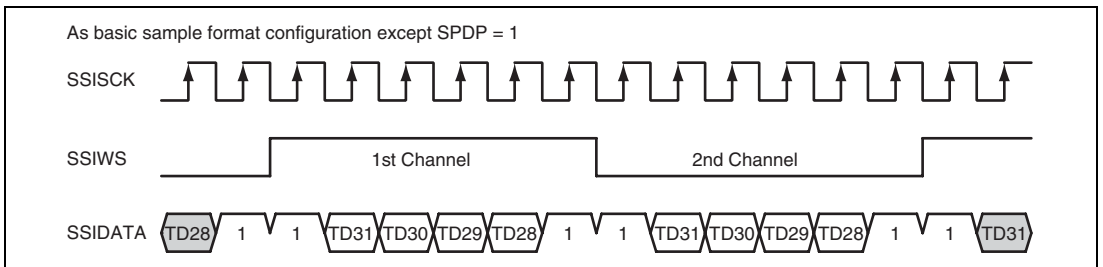 As basic sample format configuration except SPDP = 1
SSISCK
SSIWS 1st Channel 2nd Channel
SSIDATA TD28 1 1 TD31 TD30 TD29 TD28 1 1 TD31 TD30 TD29 TD28 1 1 TD31